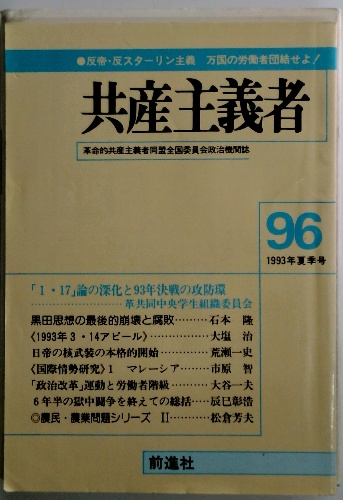 ●反帝・反スターリン主義　万国の労働者団結せよ！
共産主義者
革命的共産主義者同盟全国委員会政治機関誌
96
1993年夏季号
「1・17」論の深化と93年決戦の攻防環
………………革共同中央学生組織委員会
黒田思想の最後的崩壊と腐敗………石本　隆
〈1993年3・14アピール〉…………大塩　治
日帝の核武装の本格的開始…………荒瀬一史
〈国際情勢研究〉1　マレーシア……市原　智
「政治改革」運動と労働者階級………大谷一夫
6年半の獄中闘争を終えての総括……辰巳彰浩
◎農民・農業問題シリーズ　II…………松倉芳夫
前進社